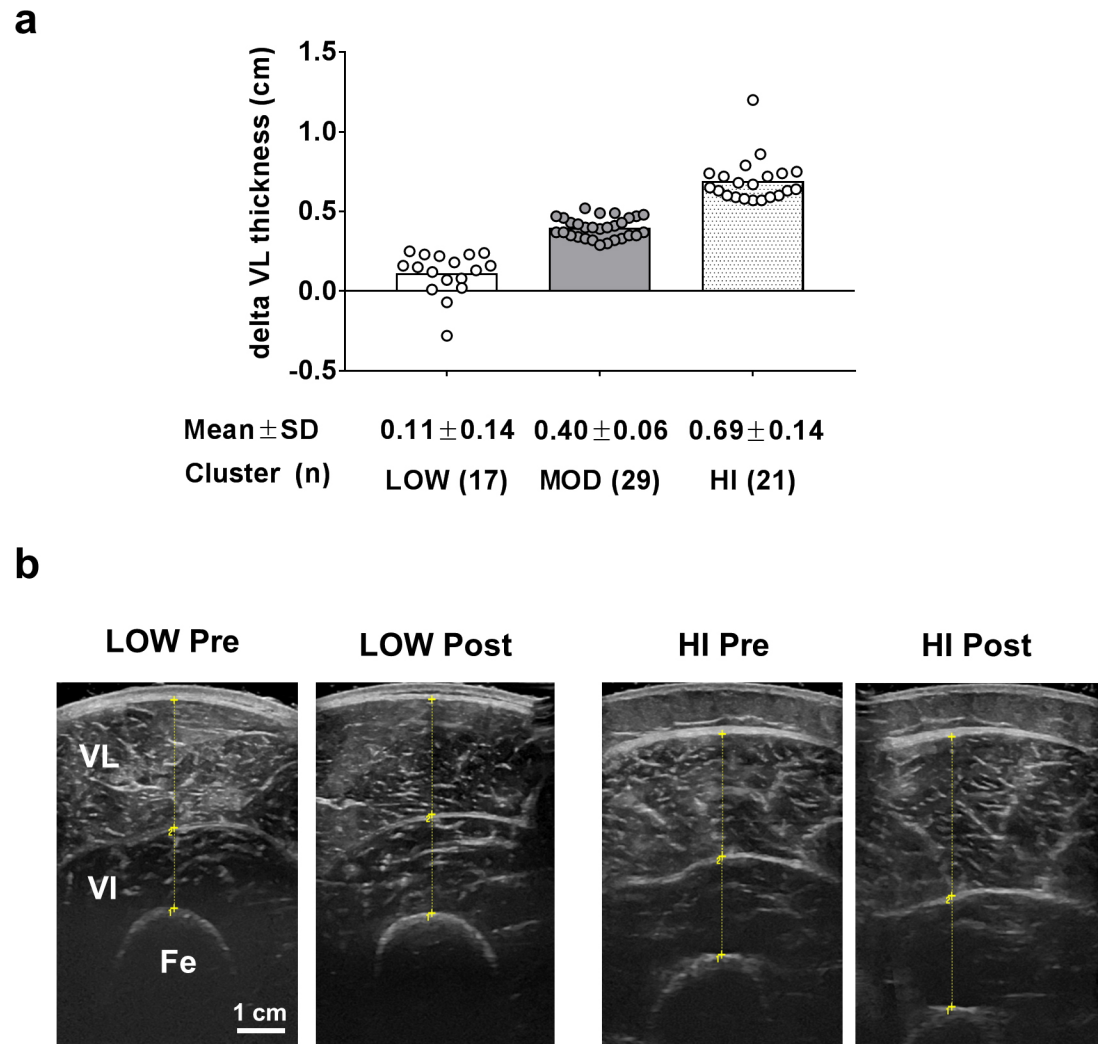 a
delta VL thickness (cm)
1.5
1.0
0.5
0.0
-0.5
Mean±SD 0.11±0.14 0.40±0.06 0.69±0.14
Cluster (n) LOW (17) MOD (29) HI (21)
b
LOW Pre LOW Post HI Pre HI Post
VL
VI
Fe
1 cm